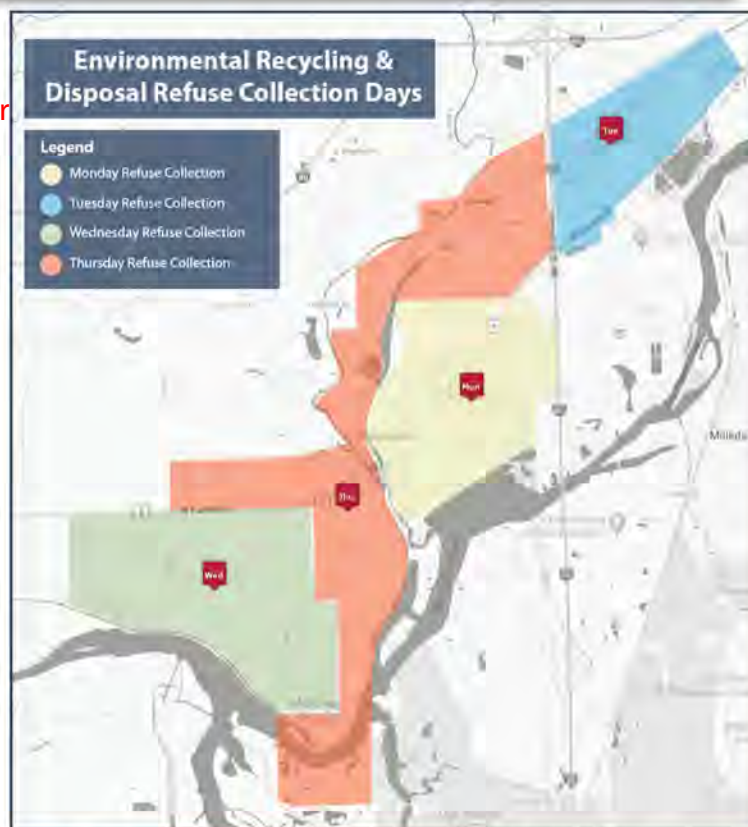 Environmental Recycling &
Disposal Refuse Collection Days
r
Legend
Monday Refuse Collection
Tuesday Refuse Collection
Wednesday Refuse Collection
Thursday Refuse Collection
Tue
Mon
Thu
Wed